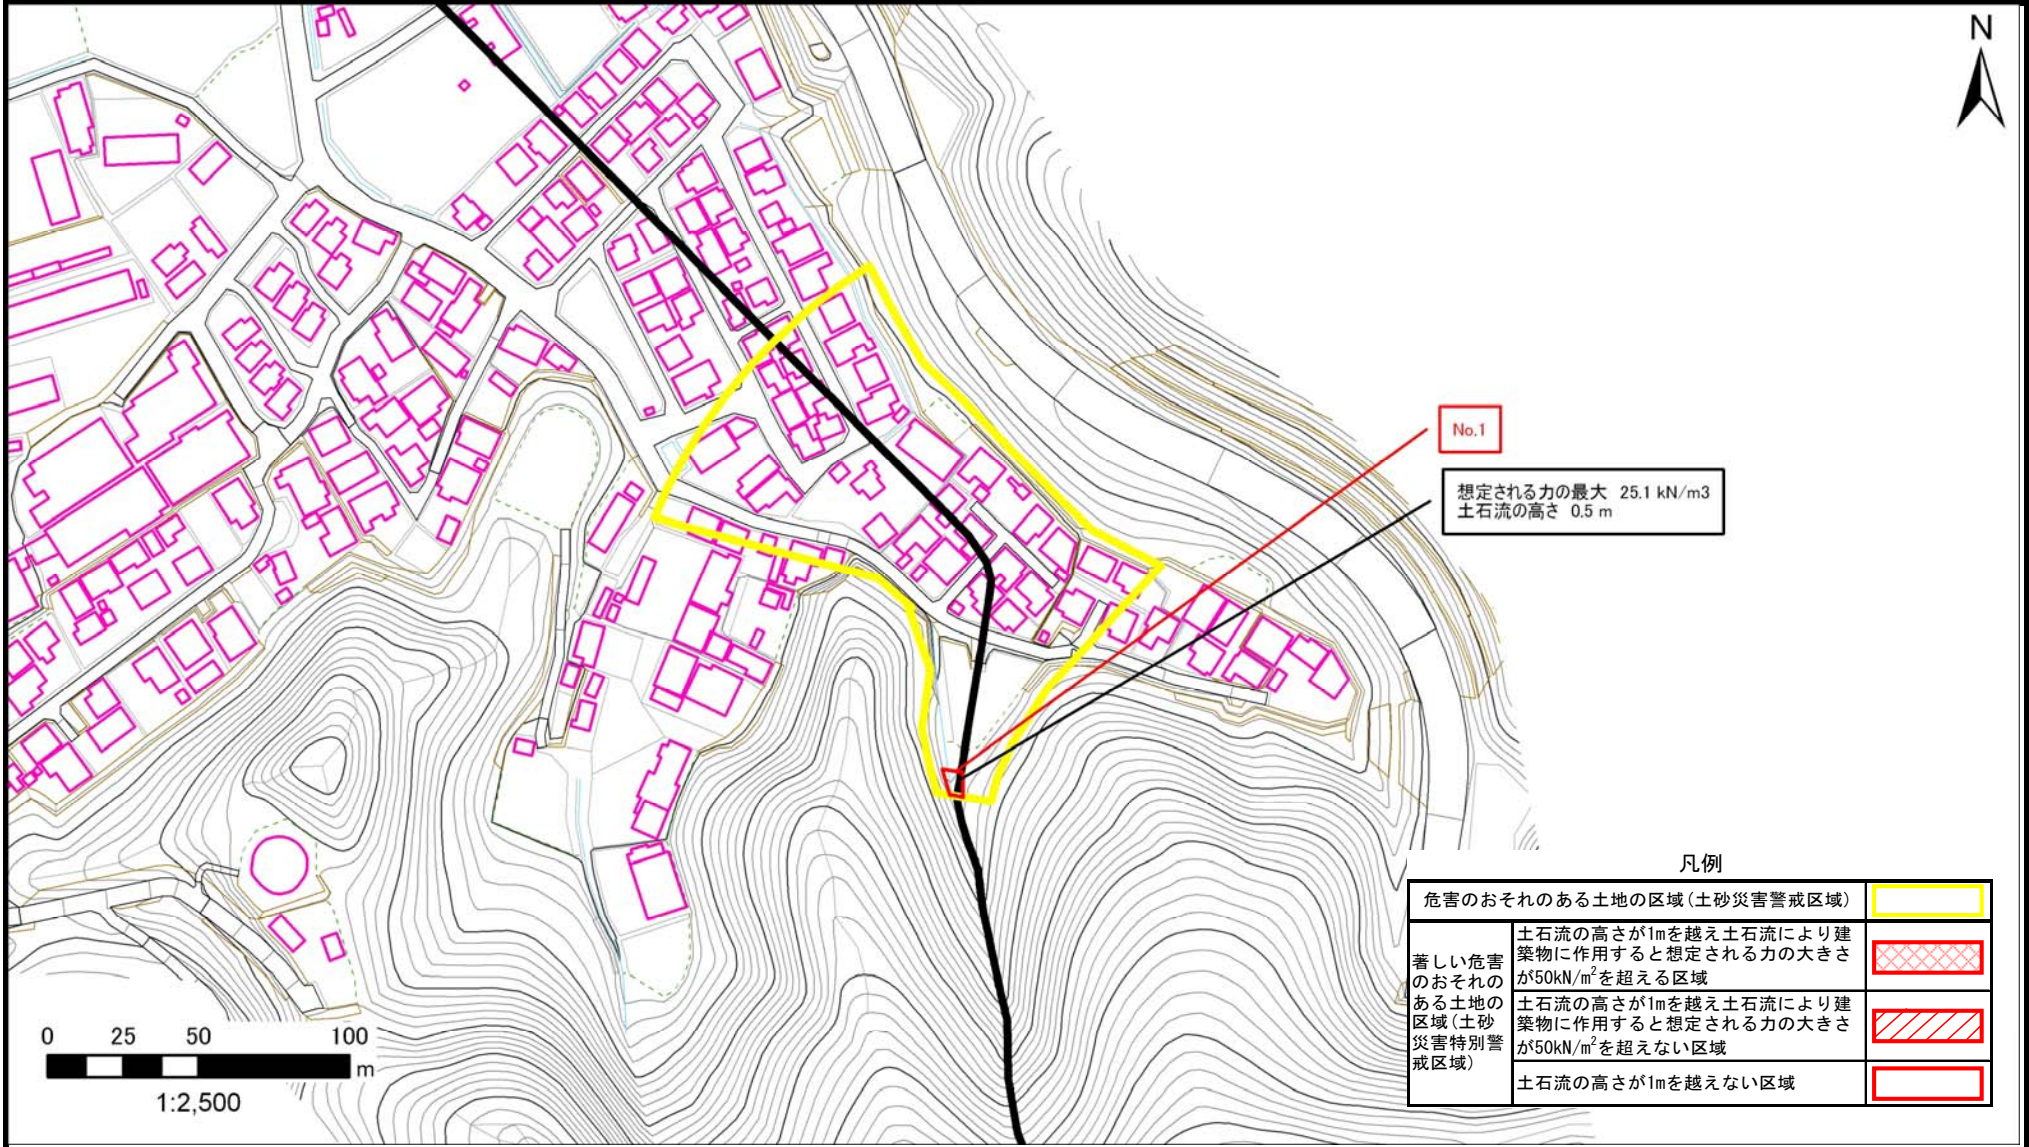 N
No.1
想定される力の最大 25.1 kN/m3
土石流の高さ 0.5 m
凡例
危害のおそれのある土地の区域(土砂災害警戒区域)
著しい危害
のおそれの
ある土地の
区域(土砂
災害特別警
戒区域)
土石流の高さが1mを越え土石流により建
築物に作用すると想定される力の大きさ
が50kN/m²を超える区域
土石流の高さが1mを越え土石流により建
築物に作用すると想定される力の大きさ
が50kN/m²を超えない区域
土石流の高さが1mを越えない区域
0 25 50 100
m
1:2,500